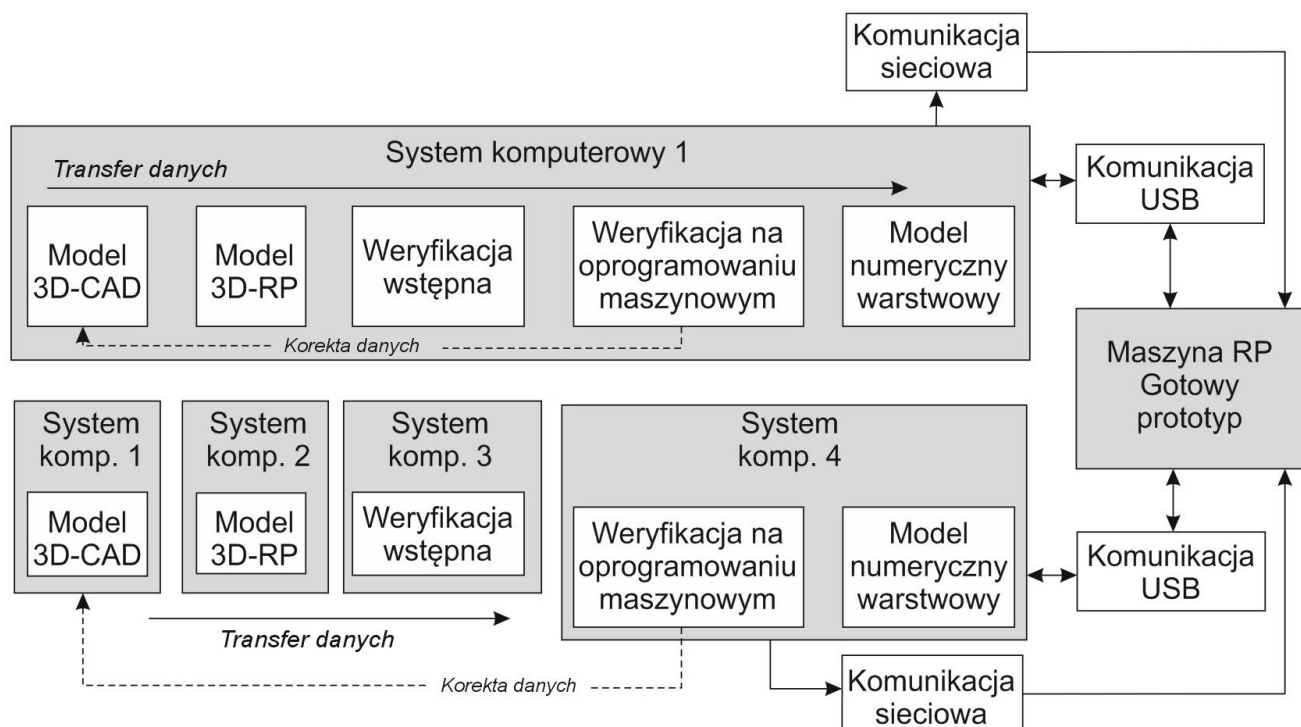 Komunikacja
sieciowa
System komputerowy 1
Transfer danych
Komunikacja
USB
Model
3D-CAD
Model
3D-RP
Weryfikacja
wstępna
Weryfikacja na
oprogramowaniu
maszynowym
Model
numeryczny
warstwowy
Korekta danych
Maszyna RP
Gotowy
prototyp
System
komp. 1
System
komp. 2
System
komp. 3
System
komp. 4
Model
3D-CAD
Model
3D-RP
Weryfikacja
wstępna
Weryfikacja na
oprogramowaniu
maszynowym
Model
numeryczny
warstwowy
Komunikacja
USB
Transfer danych
Korekta danych
Komunikacja
sieciowa